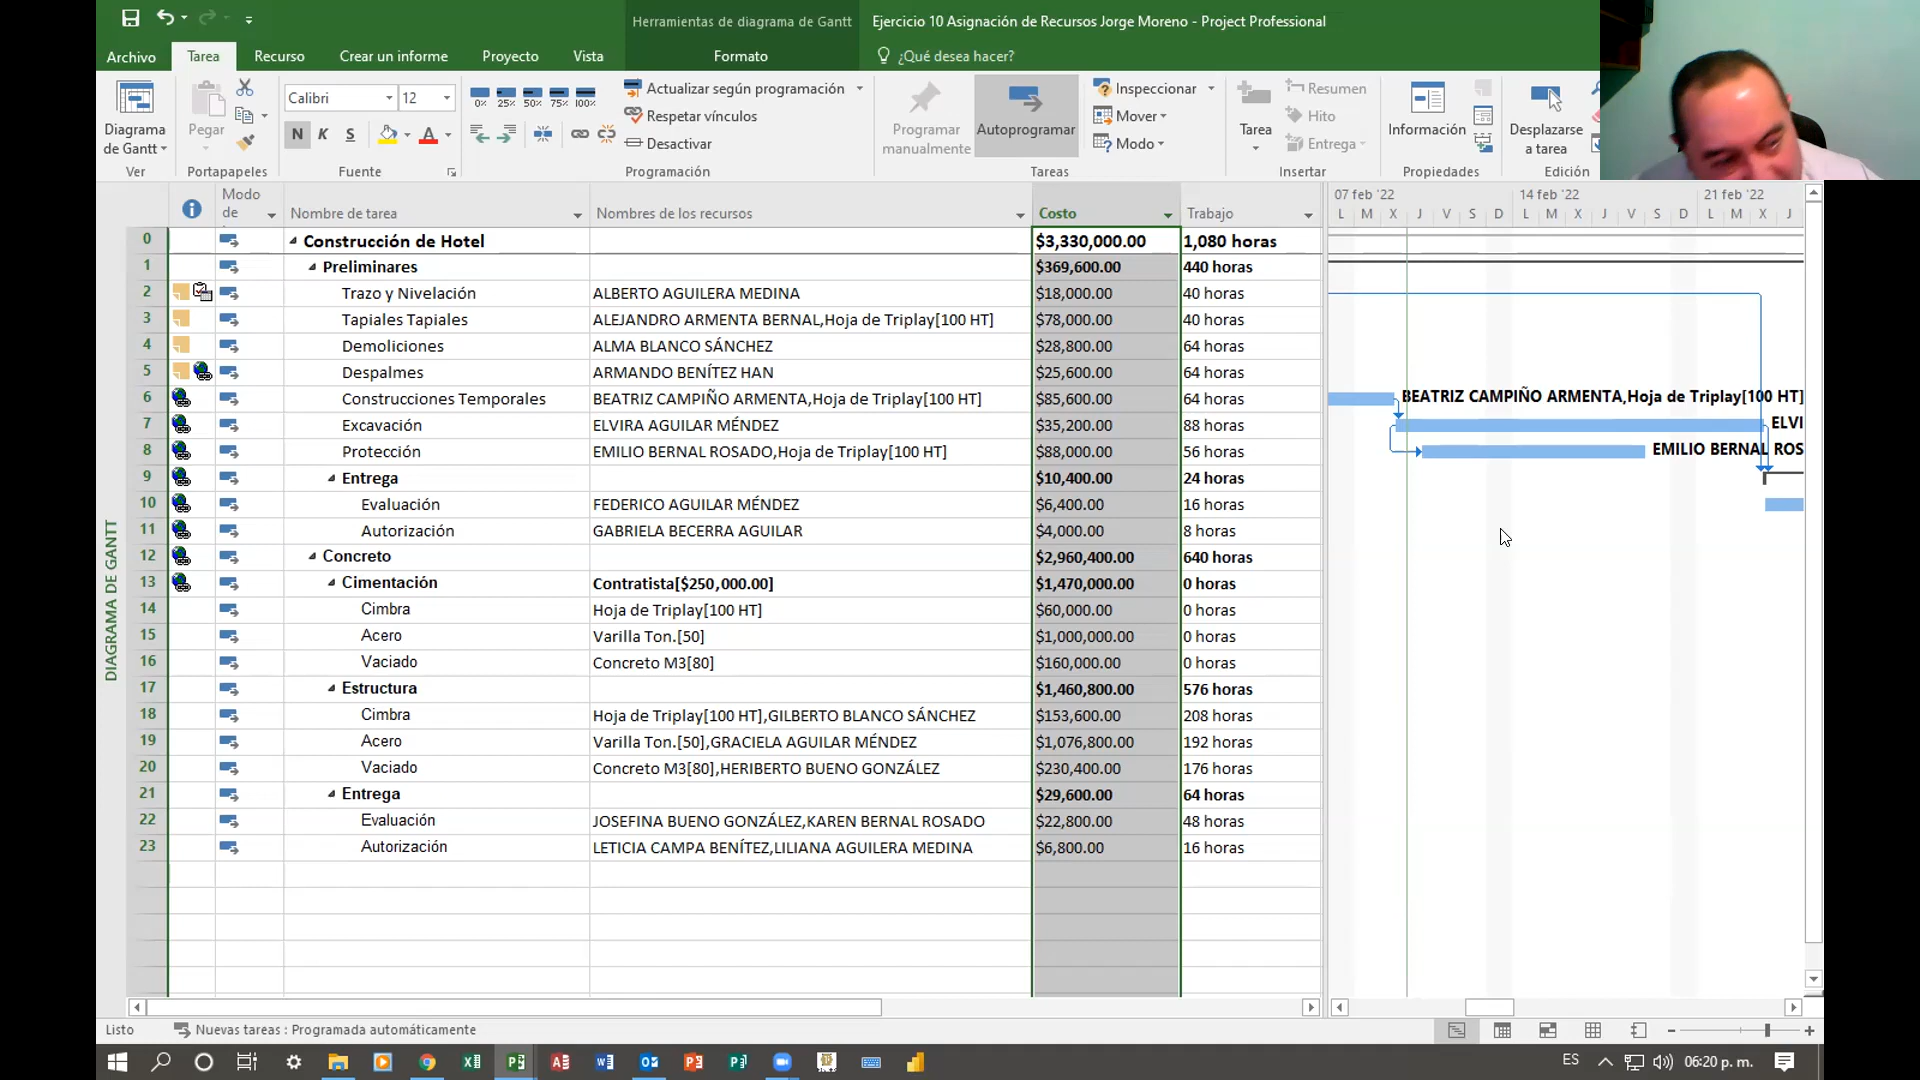 Herramientas de diagrama de Gantt
Ejercicio 10 Asignación de Recursos Jorge Moreno - Project Professional
Archivo Tarea Recurso Crear un informe Proyecto Vista Formato ¿Qué desea hacer?
Diagrama de Gantt
Ver
Pegar
Portapapeles
Calibri 12
N K S A
Fuente
0% 25% 50% 75% 100%
Actualizar según programación
Respetar vínculos
Desactivar
Programación
Programar manualmente
Autoprogramar
Inspeccionar
Mover
Modo
Tareas
Tarea
Resumen
Hito
Entrega
Insertar
Información
Propiedades
Desplazarse a tarea
Edición
DIAGRAMA DE GANTT
Modo de Nombre de tarea Nombres de los recursos Costo Trabajo
07 feb '22 14 feb '22 21 feb '22
L M X J V S D L M X J V S D L M X J
0 Construcción de Hotel $3,330,000.00 1,080 horas
1 Preliminares $369,600.00 440 horas
2 Trazo y Nivelación ALBERTO AGUILERA MEDINA $18,000.00 40 horas
3 Tapiales Tapiales ALEJANDRO ARMENTA BERNAL,Hoja de Triplay[100 HT] $78,000.00 40 horas
4 Demoliciones ALMA BLANCO SÁNCHEZ $28,800.00 64 horas
5 Despalmes ARMANDO BENÍTEZ HAN $25,600.00 64 horas
6 Construcciones Temporales BEATRIZ CAMPIÑO ARMENTA,Hoja de Triplay[100 HT] $85,600.00 64 horas BEATRIZ CAMPIÑO ARMENTA,Hoja de Triplay[100 HT]
7 Excavación ELVIRA AGUILAR MÉNDEZ $35,200.00 88 horas ELVI
8 Protección EMILIO BERNAL ROSADO,Hoja de Triplay[100 HT] $88,000.00 56 horas EMILIO BERNAL ROS
9 Entrega $10,400.00 24 horas
10 Evaluación FEDERICO AGUILAR MÉNDEZ $6,400.00 16 horas
11 Autorización GABRIELA BECERRA AGUILAR $4,000.00 8 horas
12 Concreto $2,960,400.00 640 horas
13 Cimentación Contratista[$250,000.00] $1,470,000.00 0 horas
14 Cimbra Hoja de Triplay[100 HT] $60,000.00 0 horas
15 Acero Varilla Ton.[50] $1,000,000.00 0 horas
16 Vaciado Concreto M3[80] $160,000.00 0 horas
17 Estructura $1,460,800.00 576 horas
18 Cimbra Hoja de Triplay[100 HT],GILBERTO BLANCO SÁNCHEZ $153,600.00 208 horas
19 Acero Varilla Ton.[50],GRACIELA AGUILAR MÉNDEZ $1,076,800.00 192 horas
20 Vaciado Concreto M3[80],HERIBERTO BUENO GONZÁLEZ $230,400.00 176 horas
21 Entrega $29,600.00 64 horas
22 Evaluación JOSEFINA BUENO GONZÁLEZ,KAREN BERNAL ROSADO $22,800.00 48 horas
23 Autorización LETICIA CAMPA BENÍTEZ,LILIANA AGUILERA MEDINA $6,800.00 16 horas
Listo Nuevas tareas : Programada automáticamente
ES 06:20 p. m.